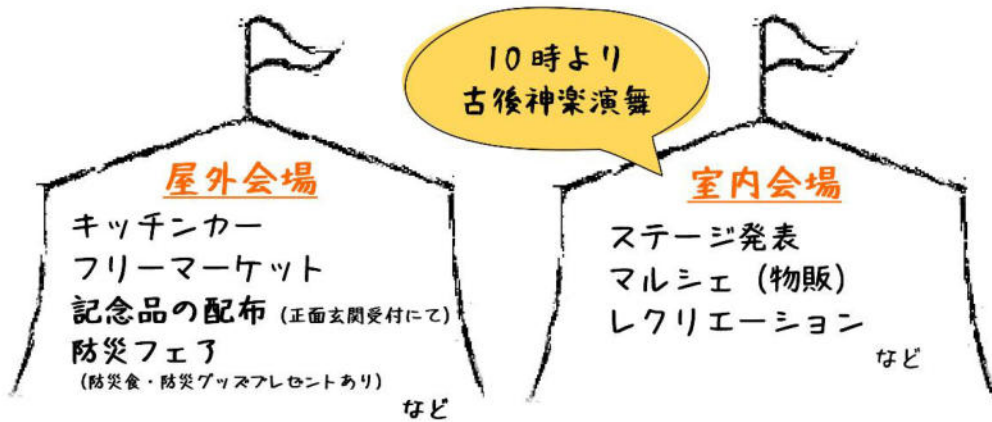 10時より
古後神楽演舞
屋外会場
キッチンカー
フリーマーケット
記念品の配布 (正面玄関受付にて)
防災フェア
(防災食・防災グッズプレゼントあり)
など
室内会場
ステージ発表
マルシェ (物販)
レクリエーション
など